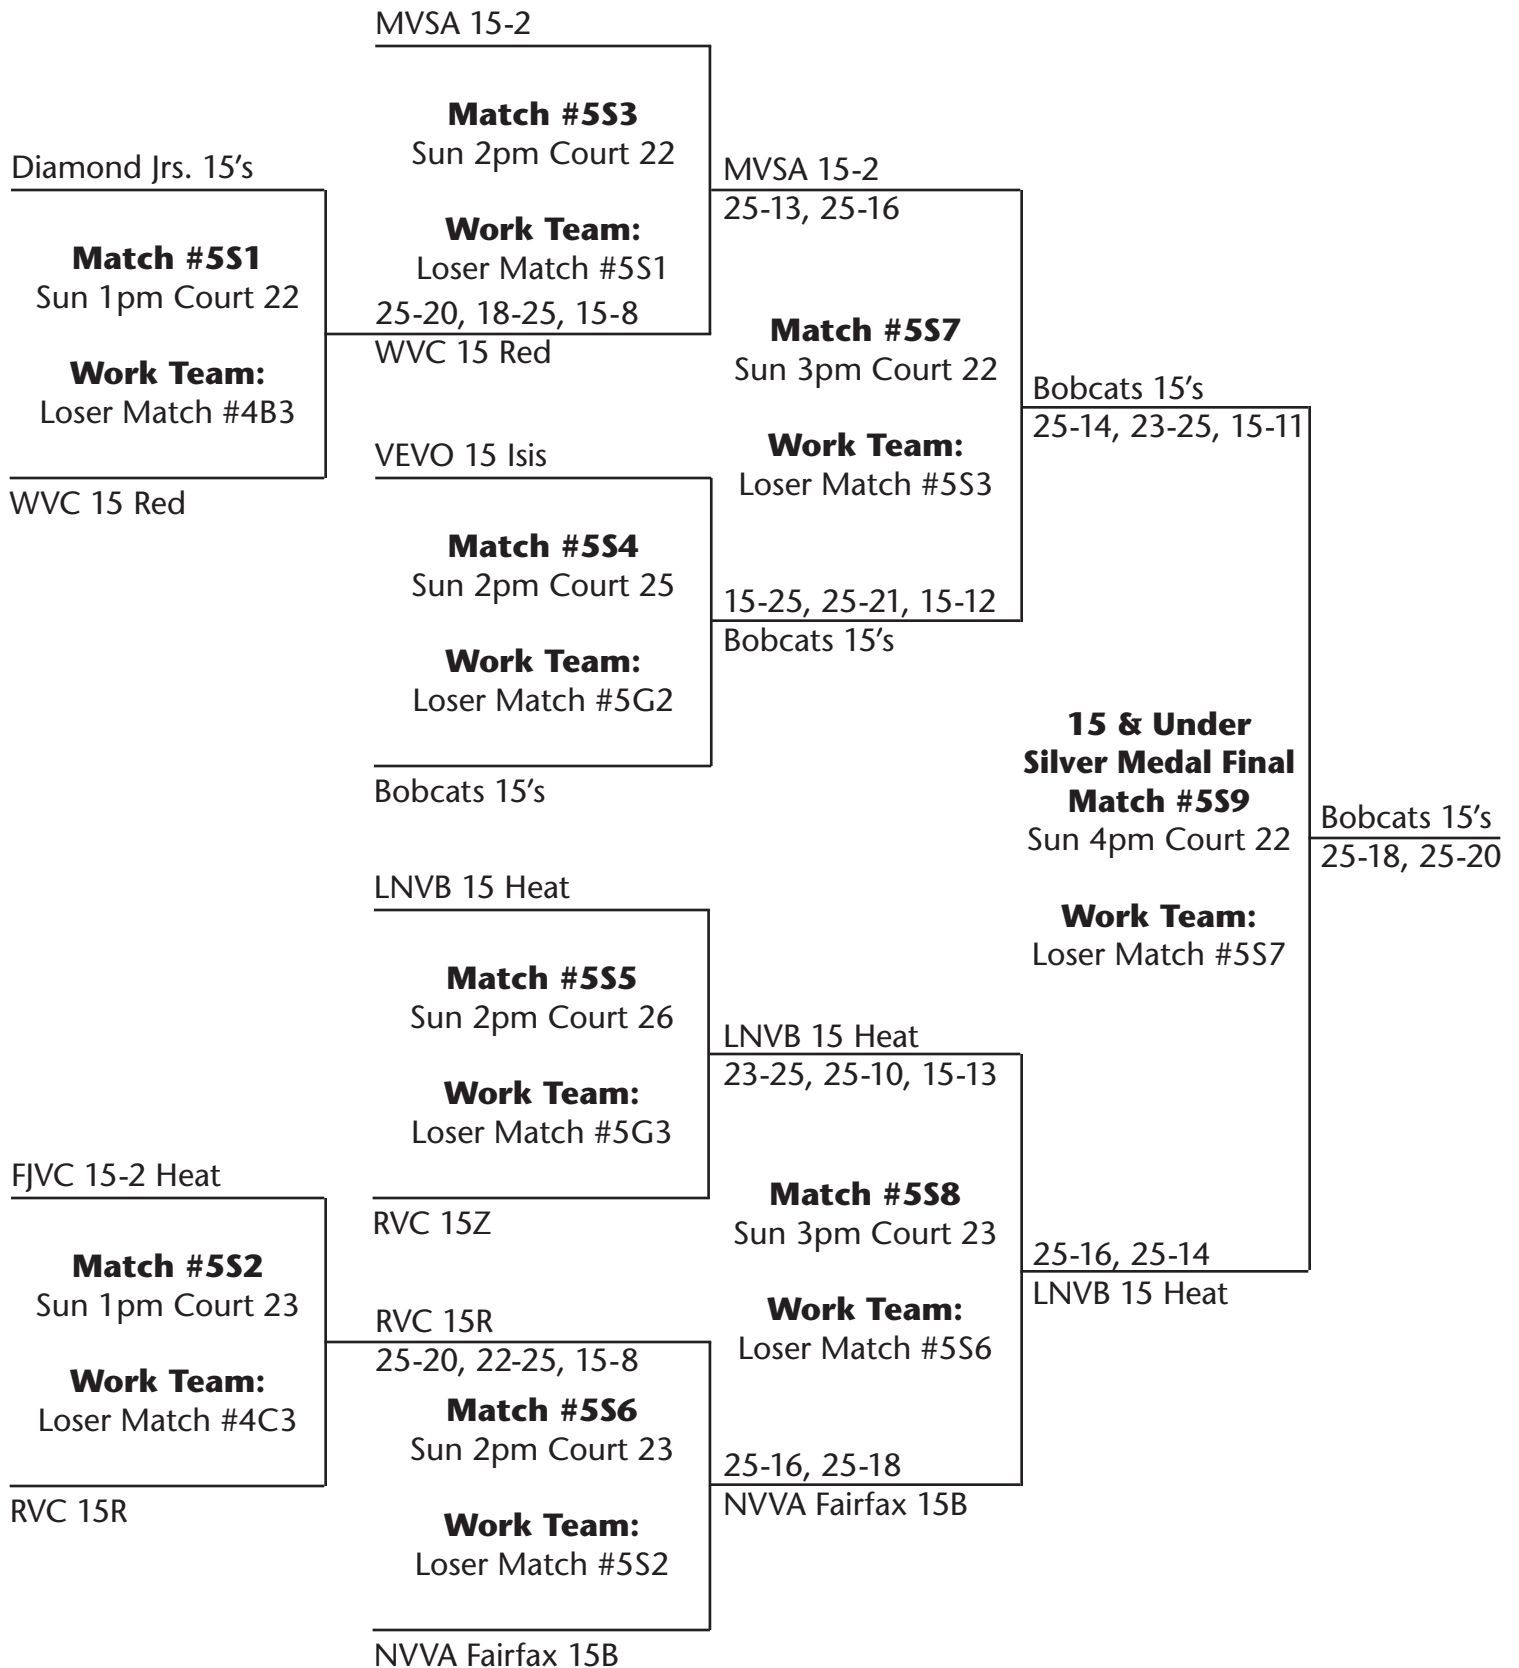 MVSA 15-2
Match #5S3
Sun 2pm Court 22
Work Team:
Loser Match #5S1
Diamond Jrs. 15's
Match #5S1
Sun 1pm Court 22
Work Team:
Loser Match #4B3
WVC 15 Red
25-20, 18-25, 15-8
WVC 15 Red
MVSA 15-2
25-13, 25-16
Match #5S7
Sun 3pm Court 22
Work Team:
Loser Match #5S3
VEVO 15 Isis
Match #5S4
Sun 2pm Court 25
Work Team:
Loser Match #5G2
Bobcats 15's
15-25, 25-21, 15-12
Bobcats 15's
Bobcats 15's
25-14, 23-25, 15-11
15 & Under
Silver Medal Final
Match #5S9
Sun 4pm Court 22
Work Team:
Loser Match #5S7
Bobcats 15's
25-18, 25-20
LNVB 15 Heat
Match #5S5
Sun 2pm Court 26
Work Team:
Loser Match #5G3
RVC 15Z
LNVB 15 Heat
23-25, 25-10, 15-13
Match #5S8
Sun 3pm Court 23
Work Team:
Loser Match #5S6
25-16, 25-14
LNVB 15 Heat
FJVC 15-2 Heat
Match #5S2
Sun 1pm Court 23
Work Team:
Loser Match #4C3
RVC 15R
RVC 15R
25-20, 22-25, 15-8
Match #5S6
Sun 2pm Court 23
Work Team:
Loser Match #5S2
NVVA Fairfax 15B
25-16, 25-18
NVVA Fairfax 15B